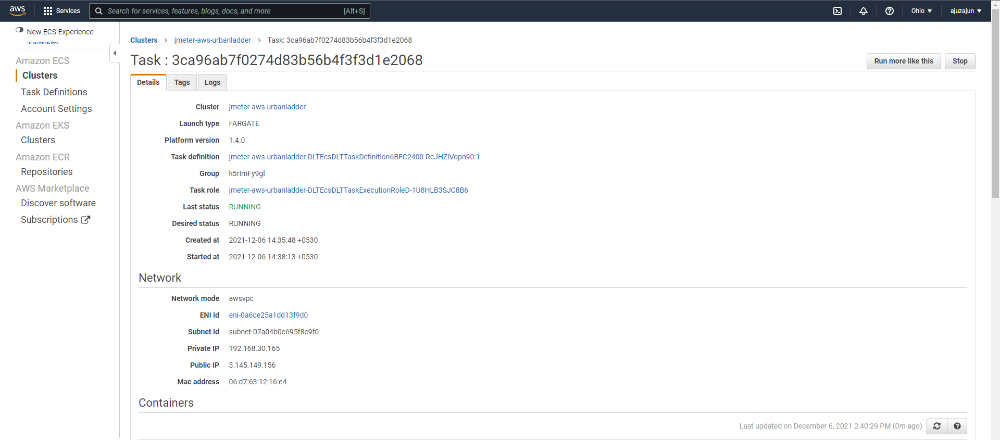 aws
Services
Search for services, features, blogs, docs, and more [Alt+S]
Ohio
ajuzajun
New ECS Experience
Tell us what you think
Amazon ECS
Clusters
Task Definitions
Account Settings
Amazon EKS
Clusters
Amazon ECR
Repositories
AWS Marketplace
Discover software
Subscriptions
Clusters > jmeter-aws-urbanladder > Task: 3ca96ab7f0274d83b56b4f3f3d1e2068
Task : 3ca96ab7f0274d83b56b4f3f3d1e2068
Run more like this
Stop
Details
Tags
Logs
Cluster jmeter-aws-urbanladder
Launch type FARGATE
Platform version 1.4.0
Task definition jmeter-aws-urbanladder-DLTEcsDLTTaskDefinition6BFC2400-RcJHZlVopn90:1
Group k5rImFy9gl
Task role jmeter-aws-urbanladder-DLTEcsDLTTaskExecutionRoleD-1U8HLB3SJC8B6
Last status RUNNING
Desired status RUNNING
Created at 2021-12-06 14:35:48 +0530
Started at 2021-12-06 14:38:13 +0530
Network
Network mode awsvpc
ENI Id eni-0a6ce25a1dd13f9d0
Subnet Id subnet-07a04b0c695f8c9f0
Private IP 192.168.30.165
Public IP 3.145.149.156
Mac address 06:d7:63:12:16:e4
Containers
Last updated on December 6, 2021 2:40:29 PM (0m ago)